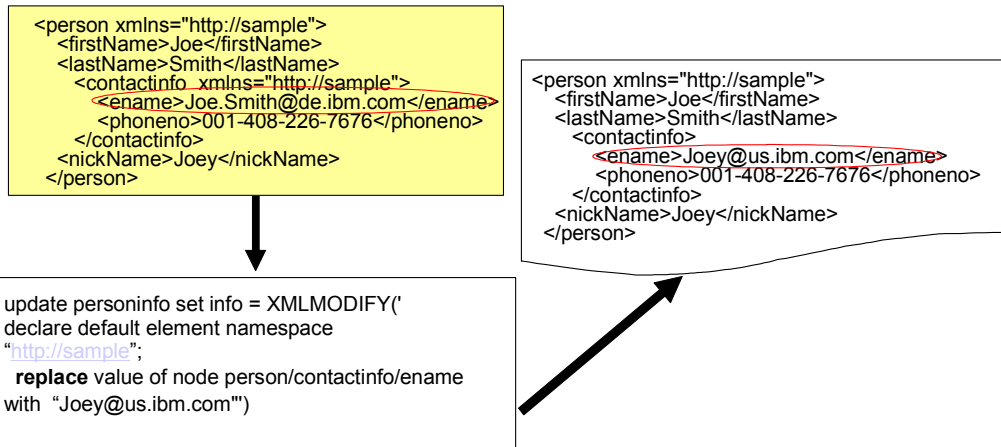 <person xmlns="http://sample">
<firstName>Joe</firstName>
<lastName>Smith</lastName>
<contactinfo xmlns="http://sample">
<ename>Joe.Smith@de.ibm.com</ename>
<phoneno>001-408-226-7676</phoneno>
</contactinfo>
<nickName>Joey</nickName>
</person>
<person xmlns="http://sample">
<firstName>Joe</firstName>
<lastName>Smith</lastName>
<contactinfo>
<ename>Joey@us.ibm.com</ename>
<phoneno>001-408-226-7676</phoneno>
</contactinfo>
<nickName>Joey</nickName>
</person>
update personinfo set info = XMLMODIFY('
declare default element namespace
“http://sample”;
replace value of node person/contactinfo/ename
with “Joey@us.ibm.com”')